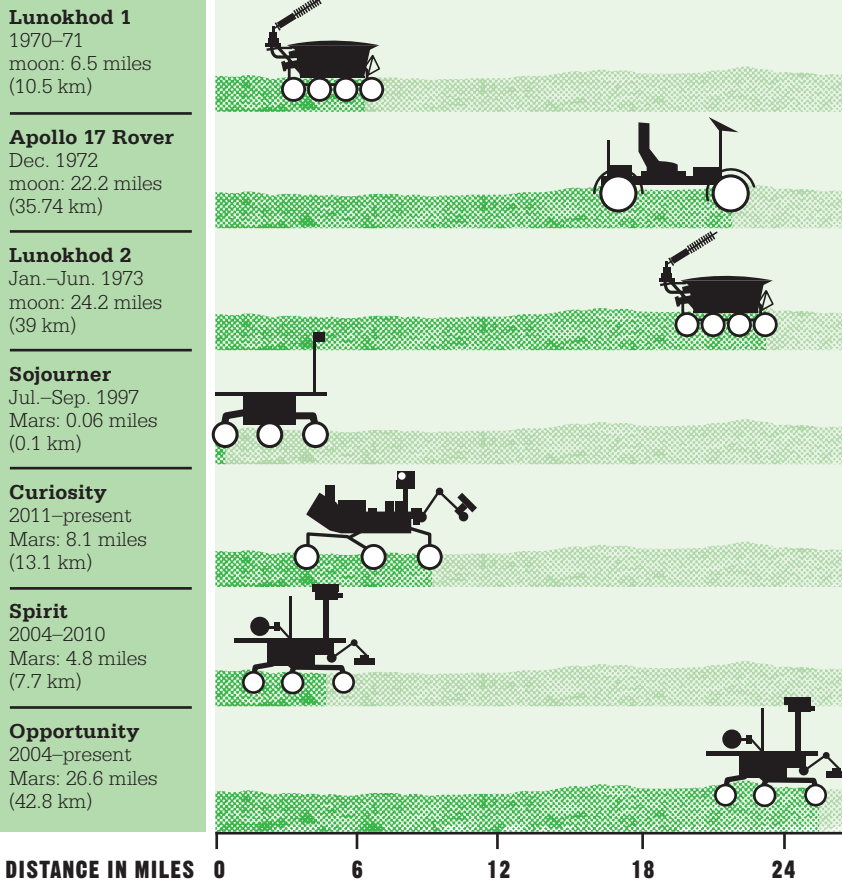 Lunokhod 1
1970–71
moon: 6.5 miles
(10.5 km)
Apollo 17 Rover
Dec. 1972
moon: 22.2 miles
(35.74 km)
Lunokhod 2
Jan.–Jun. 1973
moon: 24.2 miles
(39 km)
Sojourner
Jul.–Sep. 1997
Mars: 0.06 miles
(0.1 km)
Curiosity
2011–present
Mars: 8.1 miles
(13.1 km)
Spirit
2004–2010
Mars: 4.8 miles
(7.7 km)
Opportunity
2004–present
Mars: 26.6 miles
(42.8 km)
DISTANCE IN MILES 0 6 12 18 24